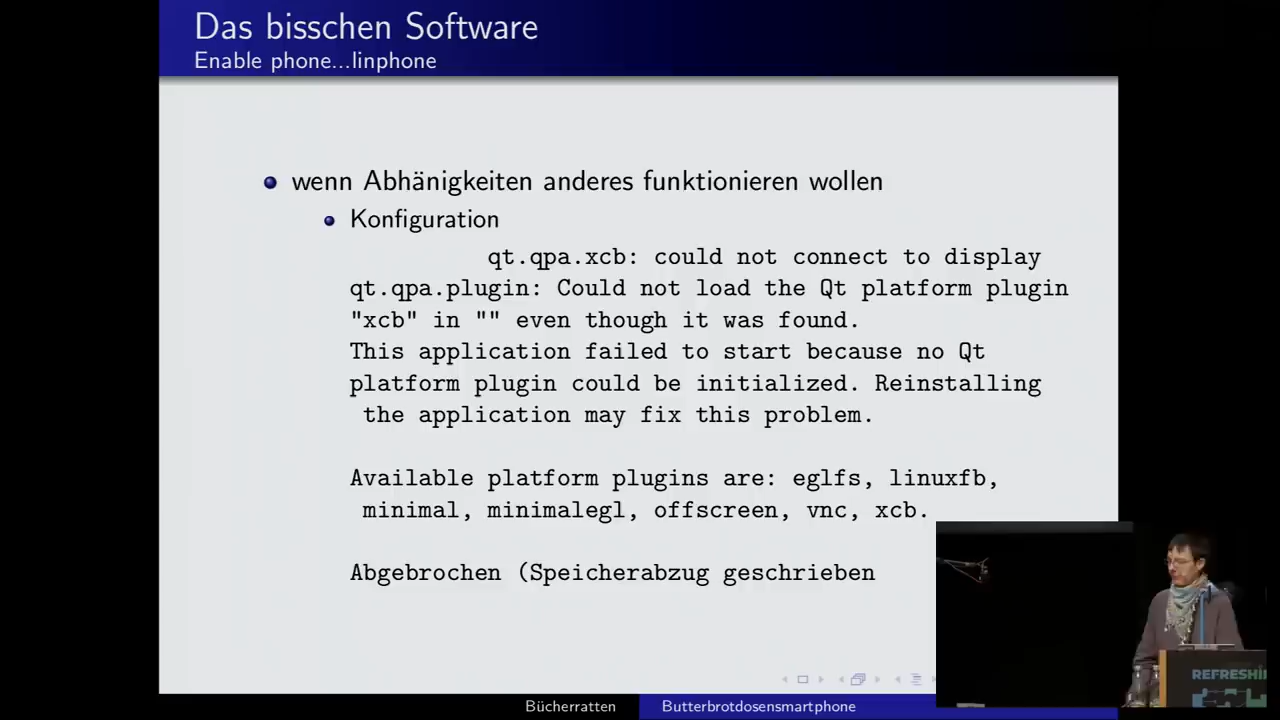 Das bisschen Software
Enable phone...linphone
wenn Abhänigkeiten anderes funktionieren wollen
Konfiguration
qt.qpa.xcb: could not connect to display
qt.qpa.plugin: Could not load the Qt platform plugin
"xcb" in "" even though it was found.
This application failed to start because no Qt
platform plugin could be initialized. Reinstalling
the application may fix this problem.
Available platform plugins are: eglfs, linuxfb,
minimal, minimalegl, offscreen, vnc, xcb.
Abgebrochen (Speicherabzug geschrieben
Bücherratten
Butterbrotdosensmartphone